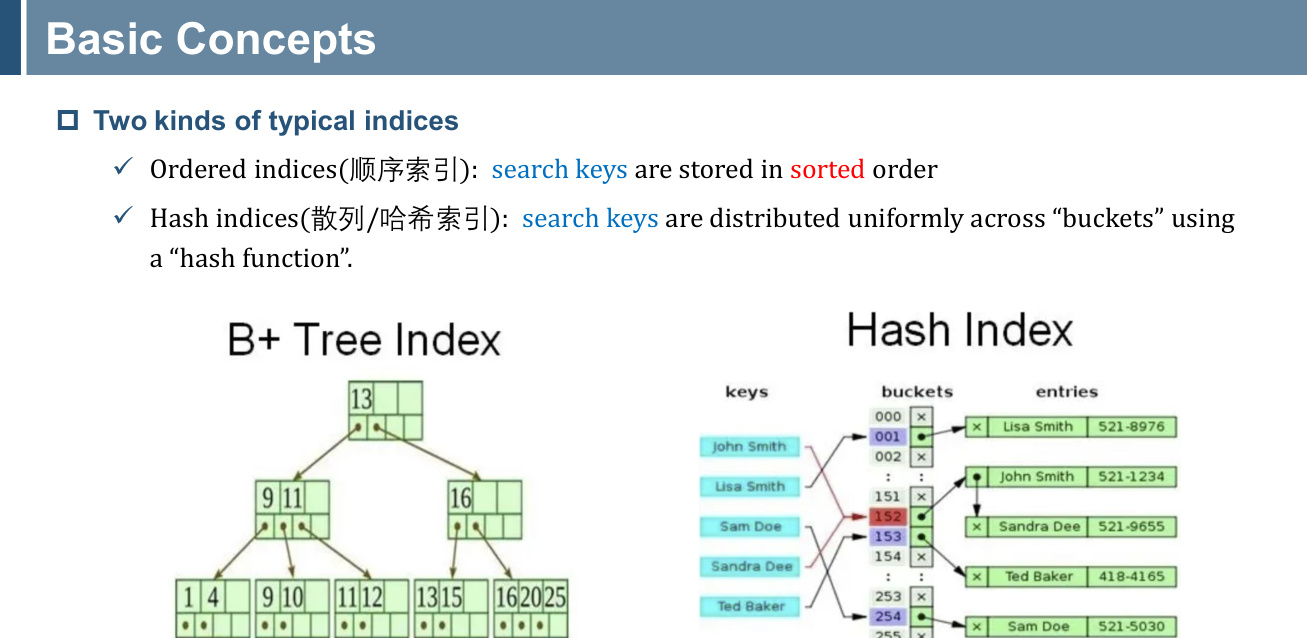 Basic Concepts
Two kinds of typical indices
Ordered indices(顺序索引): search keys are stored in sorted order
Hash indices(散列/哈希索引): search keys are distributed uniformly across “buckets” using
a “hash function”.
B+ Tree Index
13
9 11
16
1 4
9 10
11 12
13 15
16 20 25
Hash Index
keys
buckets
entries
John Smith
Lisa Smith
Sam Doe
Sandra Dee
Ted Baker
000
001
002
:
:
151
152
153
154
:
:
253
254
255
Lisa Smith 521-8976
John Smith 521-1234
Sandra Dee 521-9655
Ted Baker 418-4165
Sam Doe 521-5030